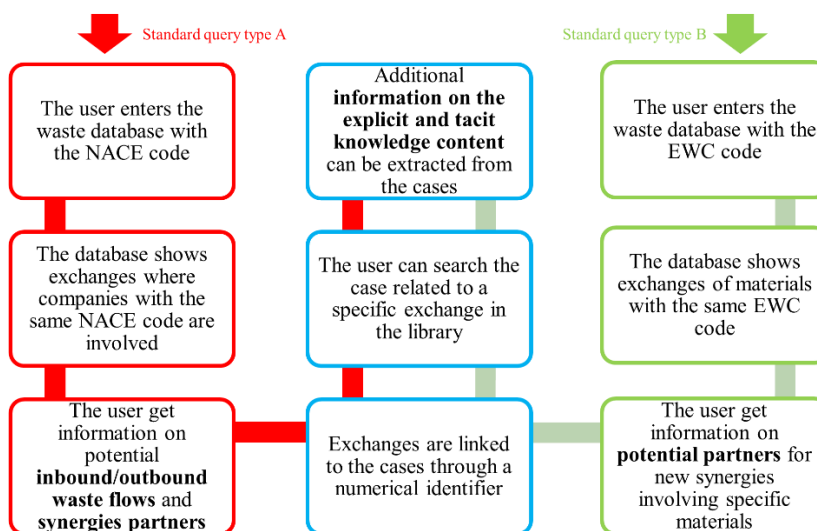 Standard query type A
Standard query type B
The user enters the
waste database with
the NACE code
Additional
information on the
explicit and tacit
knowledge content
can be extracted from
the cases
The user enters the
waste database with the
EWC code
The database shows
exchanges where
companies with the
same NACE code are
involved
The user can search the
case related to a
specific exchange in
the library
The database shows
exchanges of materials
with the same EWC
code
The user get
information on
potential
inbound/outbound
waste flows and
synergies partners
Exchanges are linked
to the cases through a
numerical identifier
The user get
information on
potential partners for
new synergies
involving specific
materials